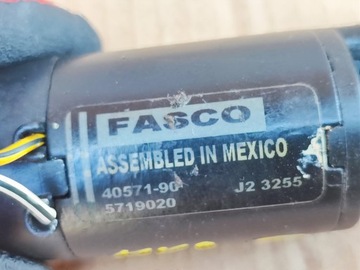 FASCO
ASSEMBLED IN MEXICO
40571-90 J2 3255
5719020